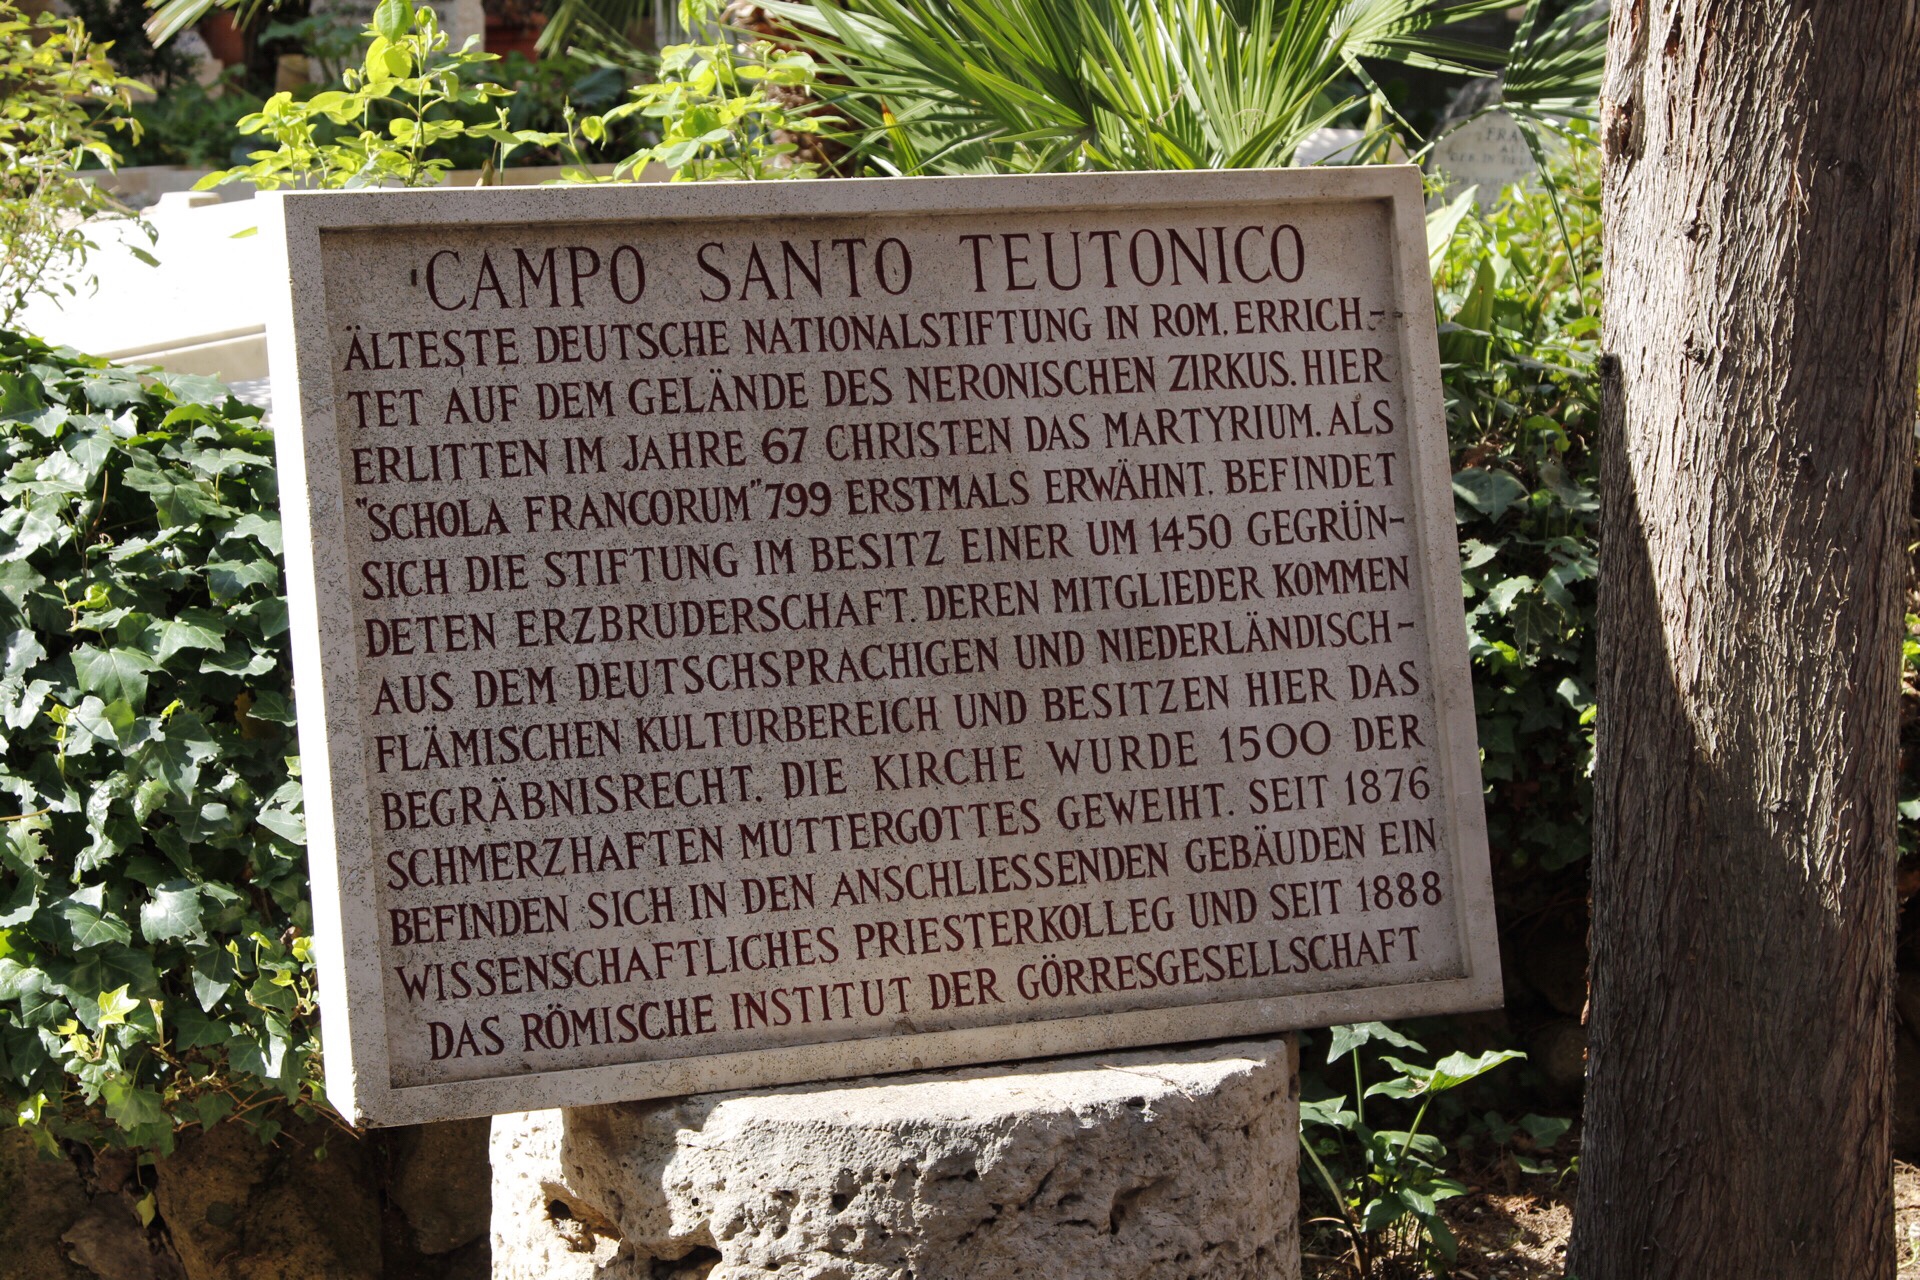 CAMPO SANTO TEUTONICO
ÄLTESTE DEUTSCHE NATIONALSTIFTUNG IN ROM. ERRICH-
TET AUF DEM GELÄNDE DES NERONISCHEN ZIRKUS. HIER
ERLITTEN IM JAHRE 67 CHRISTEN DAS MARTYRIUM. ALS
"SCHOLA FRANCORUM" 799 ERSTMALS ERWÄHNT. BEFINDET
SICH DIE STIFTUNG IM BESITZ EINER UM 1450 GEGRÜN-
DETEN ERZBRUDERSCHAFT. DEREN MITGLIEDER KOMMEN
AUS DEM DEUTSCHSPRACHIGEN UND NIEDERLÄNDISCH-
FLÄMISCHEN KULTURBEREICH UND BESITZEN HIER DAS
BEGRÄBNISRECHT. DIE KIRCHE WURDE 1500 DER
SCHMERZHAFTEN MUTTERGOTTES GEWEIHT. SEIT 1876
BEFINDEN SICH IN DEN ANSCHLIESSENDEN GEBÄUDEN EIN
WISSENSCHAFTLICHES PRIESTERKOLLEG UND SEIT 1888
DAS RÖMISCHE INSTITUT DER GÖRRESGESELLSCHAFT